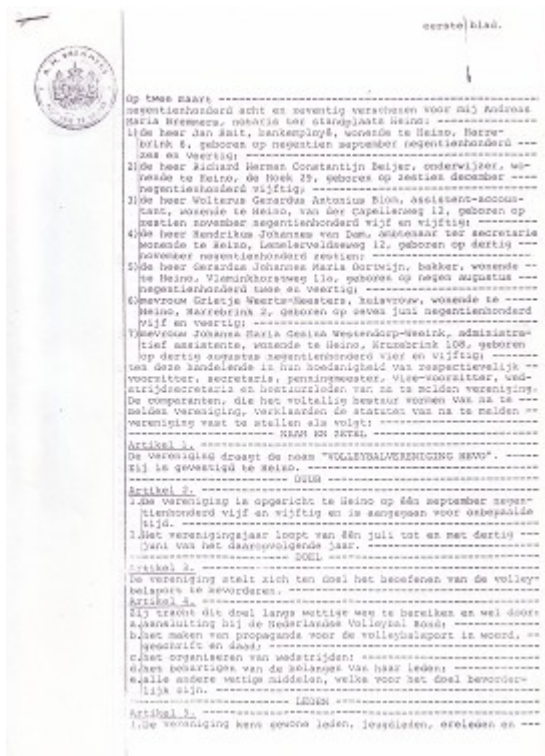 eerste blad.
Op twee maart
negentienhonderd acht en zeventig verschenen voor mij Andreas
Maria Bremmers, notaris ter standplaats Heino:
1) de heer Jan Smit, bankemployé, wonende te Heino, Marre-
brink 6, geboren op negentien september negentienhonderd
zes en veertig;
2) de heer Richard Herman Constantijn Beijer, onderwijzer, wo-
nende te Heino, de Hoek 29, geboren op zestien december
negentienhonderd vijftig;
3) de heer Wolterus Gerardus Antonius Blom, assistent-accoun-
tant, wonende te Heino, van der Capellenweg 12, geboren op
zestien november negentienhonderd vijf en vijftig;
4) de heer Hendrikus Johannes van Dam, ambtenaar ter secretarie
wonende te Heino, Lemelerveldseweg 12, geboren op dertig
november negentienhonderd zestien;
5) de heer Gerardus Johannes Maria Oortwijn, bakker, wonende
te Heino, Vlaminkhorstweg 11a, geboren op negen augustus
negentienhonderd twee en veertig;
6) mevrouw Grietje Weerts-Meesters, huisvrouw, wonende te
Heino, Marrebrink 2, geboren op zeven juni negentienhonderd
vijf en veertig;
7) mevrouw Johanna Maria Gesina Wegtendorp-Weeink, administra-
tief assistente, wonende te Heino, Kruzebrink 108, geboren
op dertig augustus negentienhonderd vier en vijftig;
ten deze handelende in hun hoedanigheid van respectievelijk
voorzitter, secretaris, penningmeester, vice-voorzitter, wed-
strijdsecretaris en bestuursleden van na te melden vereniging.
De comparanten, die het voltallig bestuur vormen van na te
melden vereniging, verklaarden de statuten van na te melden
vereniging vast te stellen als volgt:
NAAM EN ZETEL
Artikel 1.
De vereniging draagt de naam "VOLLEYBALVERENIGING HEVO".
Zij is gevestigd te Heino.
DUUR
Artikel 2.
1. De vereniging is opgericht te Heino op één september negen-
tienhonderd vijf en vijftig en is aangegaan voor onbepaalde
tijd.
2. Het verenigingsjaar loopt van één juli tot en met dertig
juni van het daaropvolgende jaar.
DOEL
Artikel 3.
De vereniging stelt zich ten doel het beoefenen van de volley-
balsport te bevorderen.
Artikel 4.
Zij tracht dit doel langs wettige weg te bereiken en wel door:
a. aansluiting bij de Nederlandse Volleybal Bond;
b. het maken van propaganda voor de volleybalsport in woord,
geschrift en daad;
c. het organiseren van wedstrijden;
d. het behartigen van de belangen van haar leden;
e. alle andere wettige middelen, welke voor het doel bevorder-
lijk zijn.
LEDEN
Artikel 5.
1. De vereniging kent gewone leden, jeugdleden, ereleden en